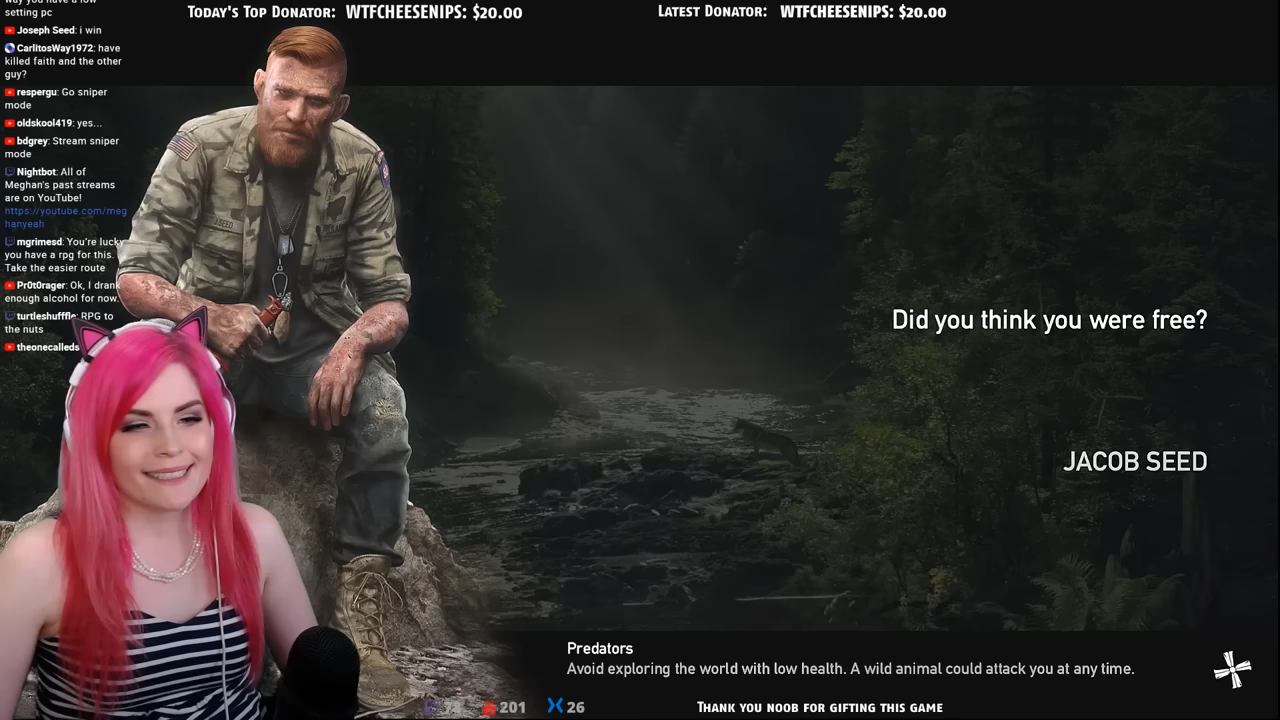 Today's Top Donator: WTFCHEESENIPS: $20.00
Latest Donator: WTFCHEESENIPS: $20.00
way you have a low
setting pc
Joseph Seed: i win
CarlitosWay1972: have
killed faith and the other
guy?
respergu: Go sniper
mode
oldskool419: yes...
bdgrey: Stream sniper
mode
Nightbot: All of
Meghan's past streams
are on YouTube!
https://youtube.com/meg
hanyeah
mgrimesd: You're lucky
you have a rpg for this.
Take the easier route
Pr0t0rager: Ok, I drank
enough alcohol for now.
turtleshuffle: RPG to
the nuts
theonecalleds
Did you think you were free?
JACOB SEED
Predators
Avoid exploring the world with low health. A wild animal could attack you at any time.
201
26
Thank you noob for gifting this game